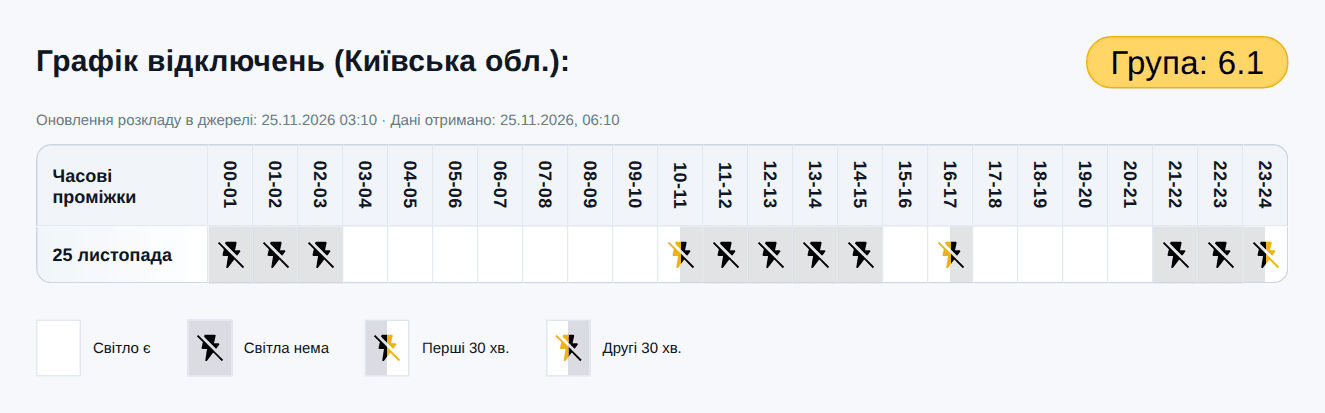 Графік відключень (Київська обл.):
Група: 6.1
Оновлення розкладу в джерелі: 25.11.2026 03:10 · Дані отримано: 25.11.2026, 06:10
Часові
проміжки
00-01
01-02
02-03
03-04
04-05
05-06
06-07
07-08
08-09
09-10
10-11
11-12
12-13
13-14
14-15
15-16
16-17
17-18
18-19
19-20
20-21
21-22
22-23
23-24
25 листопада
Світло є
Світла нема
Перші 30 хв.
Другі 30 хв.